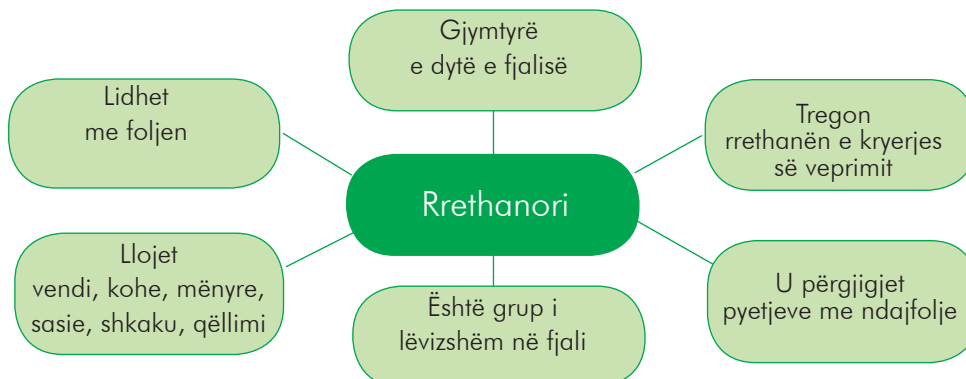 Gjymtyrë
e dytë e fjalisë
Lidhet
me foljen
Tregon
rrethanën e kryerjes
së veprimit
Rrethanori
Llojet
vendi, kohe, mënyre,
sasie, shkaku, qëllimi
Është grup i
lëvizshëm në fjali
U përgjigjet
pyetjeve me ndajfolje